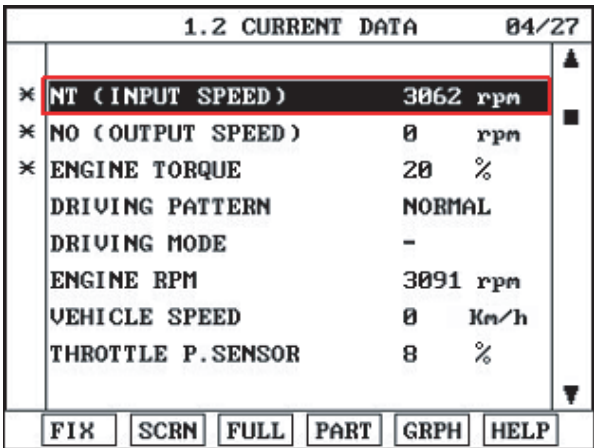 1.2 CURRENT DATA 04/27
* NT (INPUT SPEED) 3062 rpm
* NO (OUTPUT SPEED) 0 rpm
* ENGINE TORQUE 20 %
DRIVING PATTERN NORMAL
DRIVING MODE -
ENGINE RPM 3091 rpm
VEHICLE SPEED 0 Km/h
THROTTLE P.SENSOR 8 %
FIX SCRN FULL PART GRPH HELP